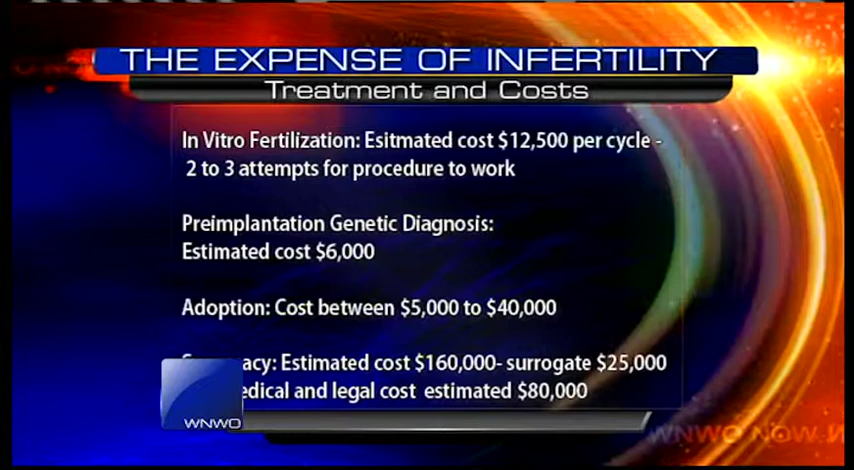 THE EXPENSE OF INFERTILITY
Treatment and Costs
In Vitro Fertilization: Esitmated cost $12,500 per cycle -
2 to 3 attempts for procedure to work
Preimplantation Genetic Diagnosis:
Estimated cost $6,000
Adoption: Cost between $5,000 to $40,000
Estimated cost $160,000- surrogate $25,000
and legal cost estimated $80,000
WNWO
WNWO NOW